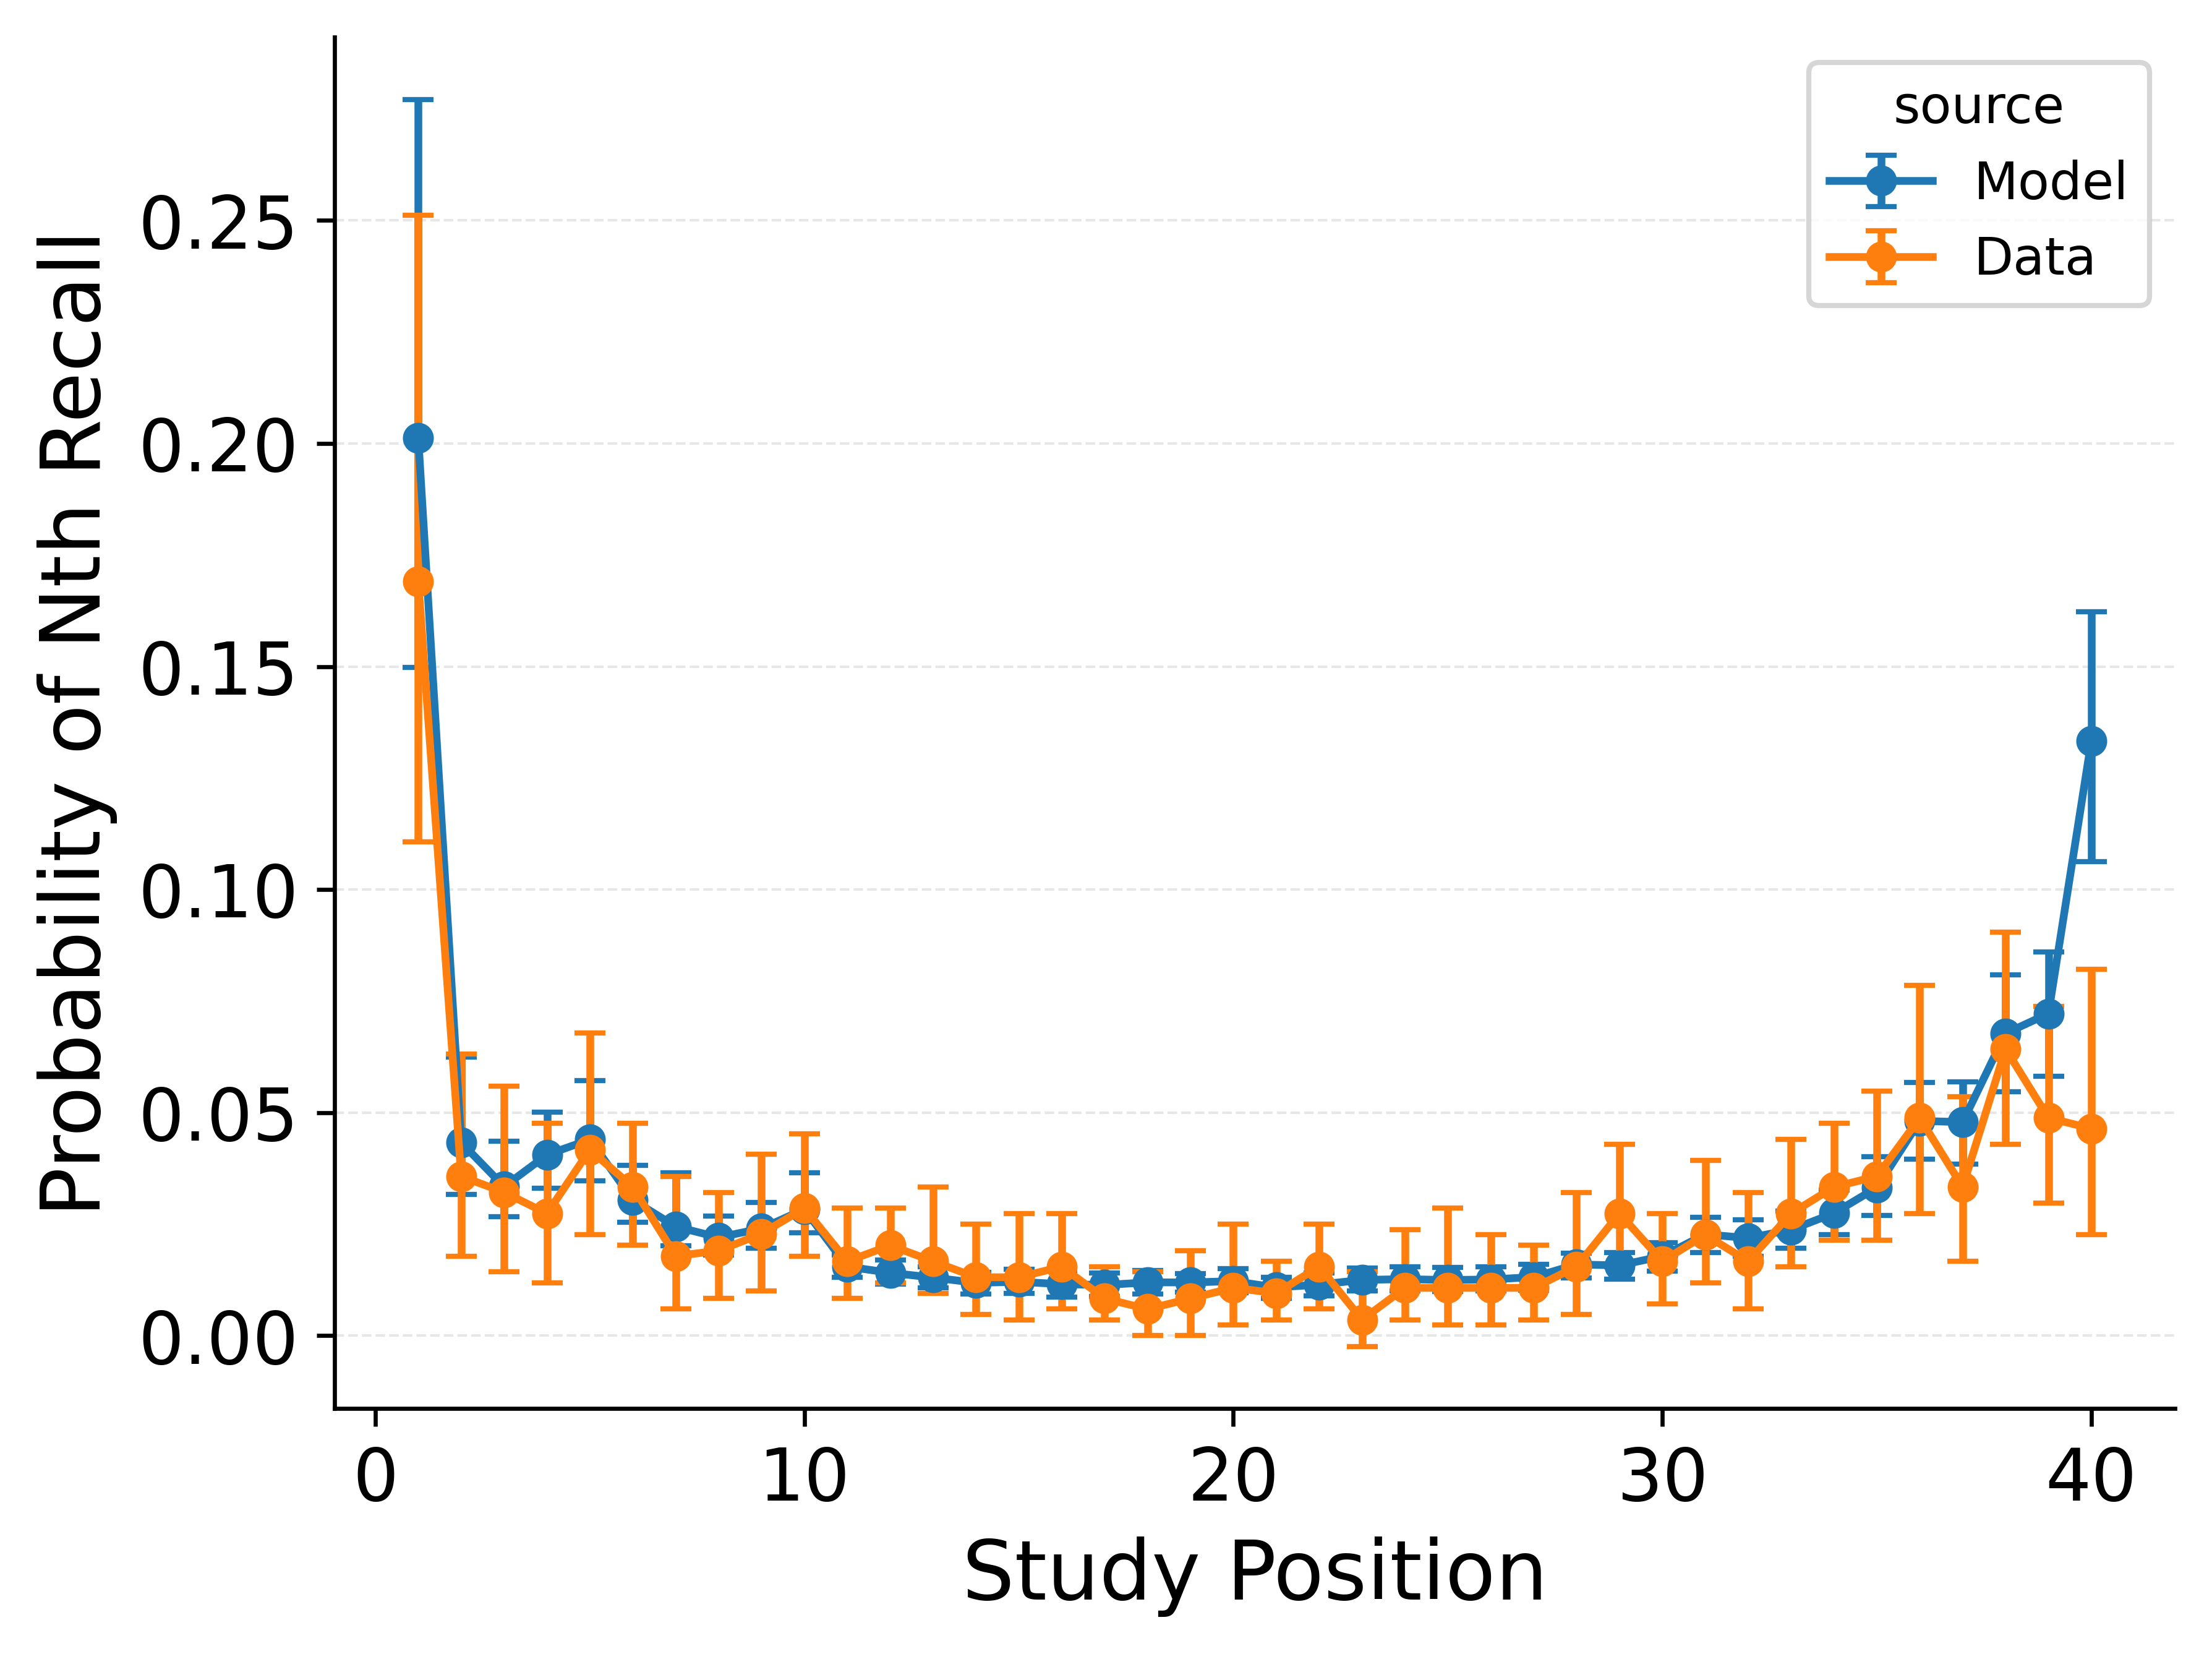 source
Model
Data
Probability of Nth Recall
0.25
0.20
0.15
0.10
0.05
0.00
0 10 20 30 40
Study Position